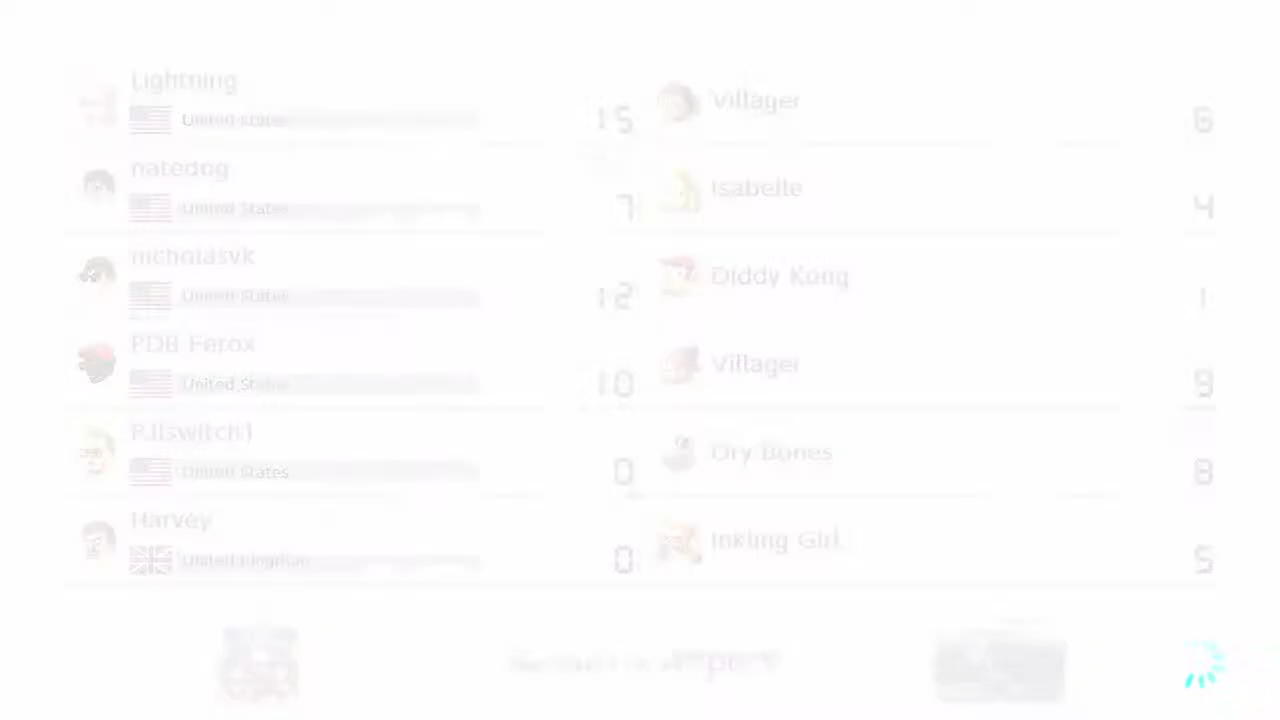 Lightning
United States
15
Villager
6
natedog
United States
7
Isabelle
4
nicholasvk
United States
12
Diddy Kong
1
PDB Ferox
United States
10
Villager
9
PJIswitch1
United States
0
Dry Bones
8
Harvey
United Kingdom
0
Inkling Girl
5
Airport